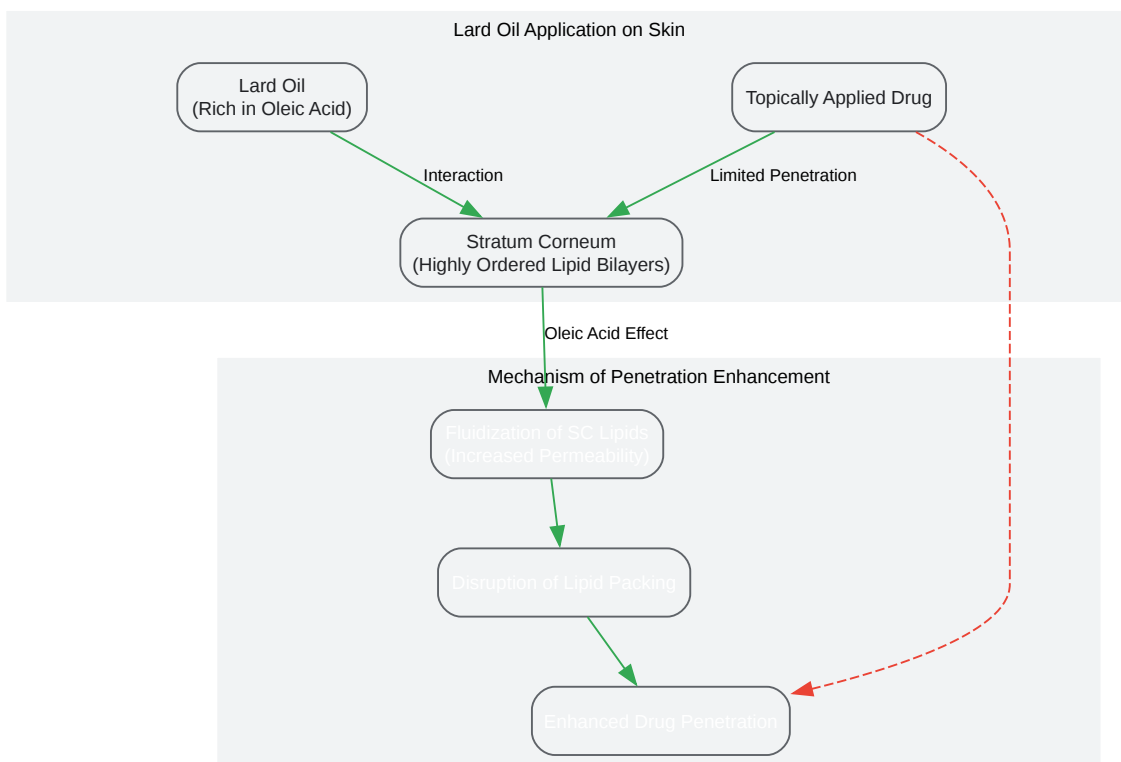 Lard Oil Application on Skin
Lard Oil
(Rich in Oleic Acid)
Topically Applied Drug
Interaction
Limited Penetration
Stratum Corneum
(Highly Ordered Lipid Bilayers)
Oleic Acid Effect
Mechanism of Penetration Enhancement
Fluidization of SC Lipids
(Increased Permeability)
Disruption of Lipid Packing
Enhanced Drug Penetration